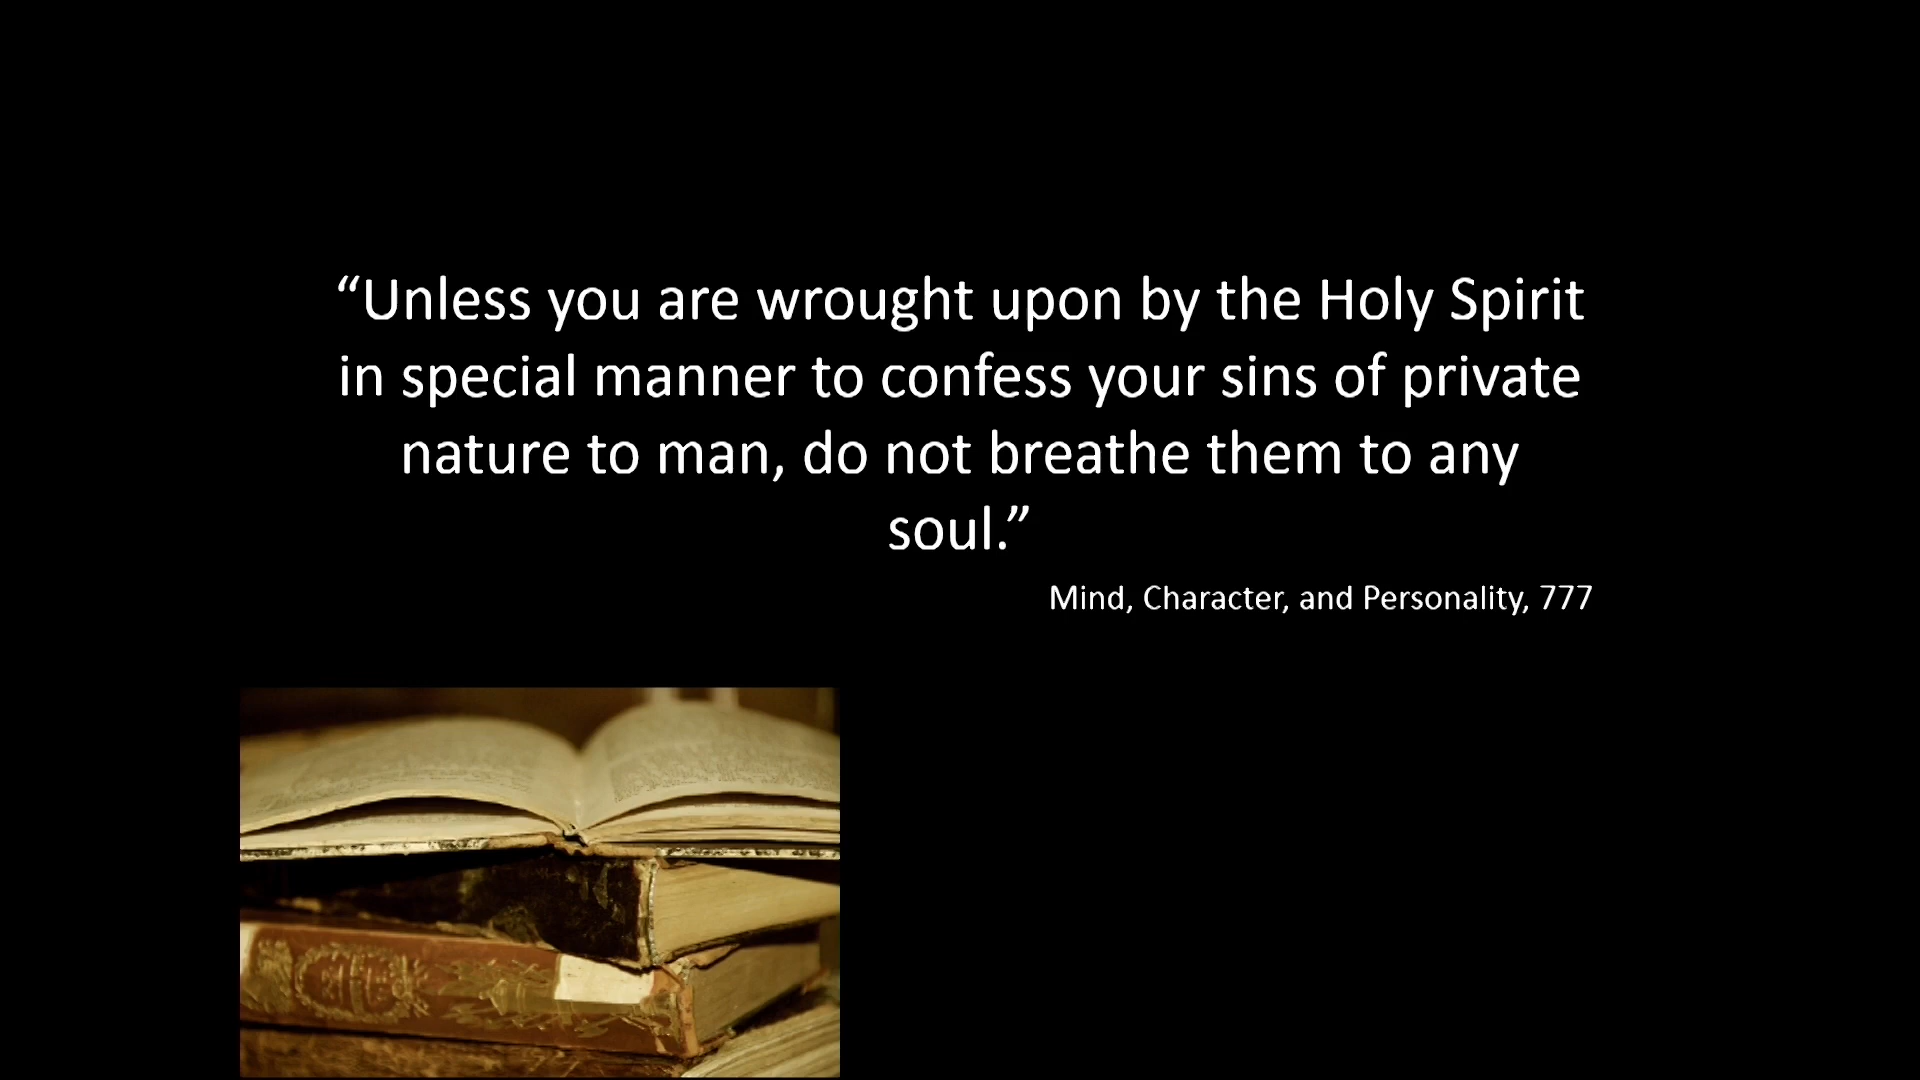 “Unless you are wrought upon by the Holy Spirit
in special manner to confess your sins of private
nature to man, do not breathe them to any
soul.”
Mind, Character, and Personality, 777